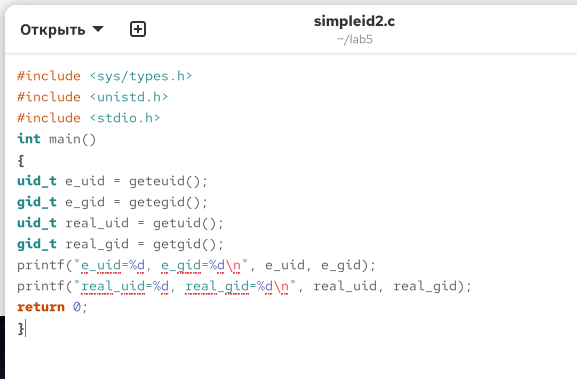 Открыть
simpleid2.c
~/lab5
#include <sys/types.h>
#include <unistd.h>
#include <stdio.h>
int main()
{
uid_t e_uid = geteuid();
gid_t e_gid = getegid();
uid_t real_uid = getuid();
gid_t real_gid = getgid();
printf("e_uid=%d, e_gid=%d\n", e_uid, e_gid);
printf("real_uid=%d, real_gid=%d\n", real_uid, real_gid);
return 0;
}